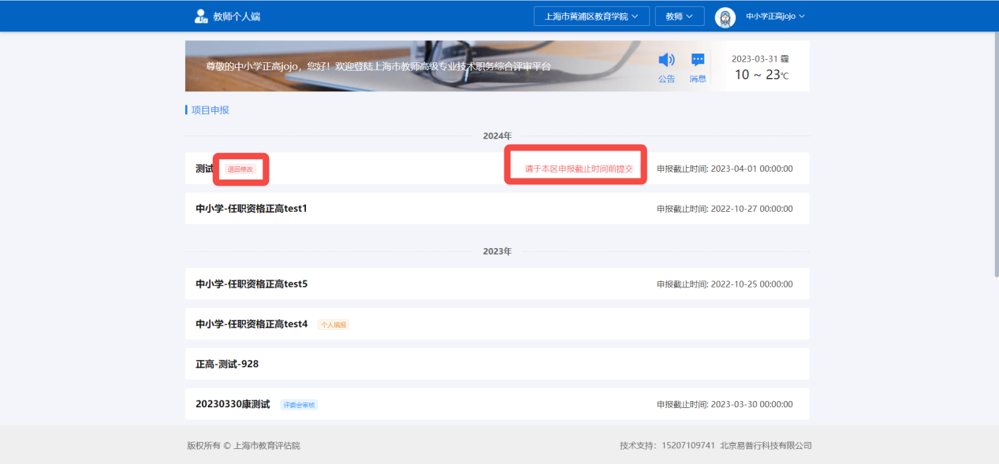 教师个人端
上海市黄浦区教育学院
教师
中小学正高jojo
尊敬的中小学正高jojo，您好！欢迎登陆上海市教师高级专业技术职务综合评审平台
公告
消息
2023-03-31 霾
10 ~ 23℃
项目申报
2024年
测试 退回修改 请于本区申报截止时间前提交 申报截止时间: 2023-04-01 00:00:00
中小学-任职资格正高test1 申报截止时间: 2022-10-27 00:00:00
2023年
中小学-任职资格正高test5 申报截止时间: 2022-10-25 00:00:00
中小学-任职资格正高test4 个人填报
正高-测试-928
20230330康测试 评委会审核 申报截止时间: 2023-03-30 00:00:00
版权所有 © 上海市教育评估院
技术支持：15207109741 北京易普行科技有限公司